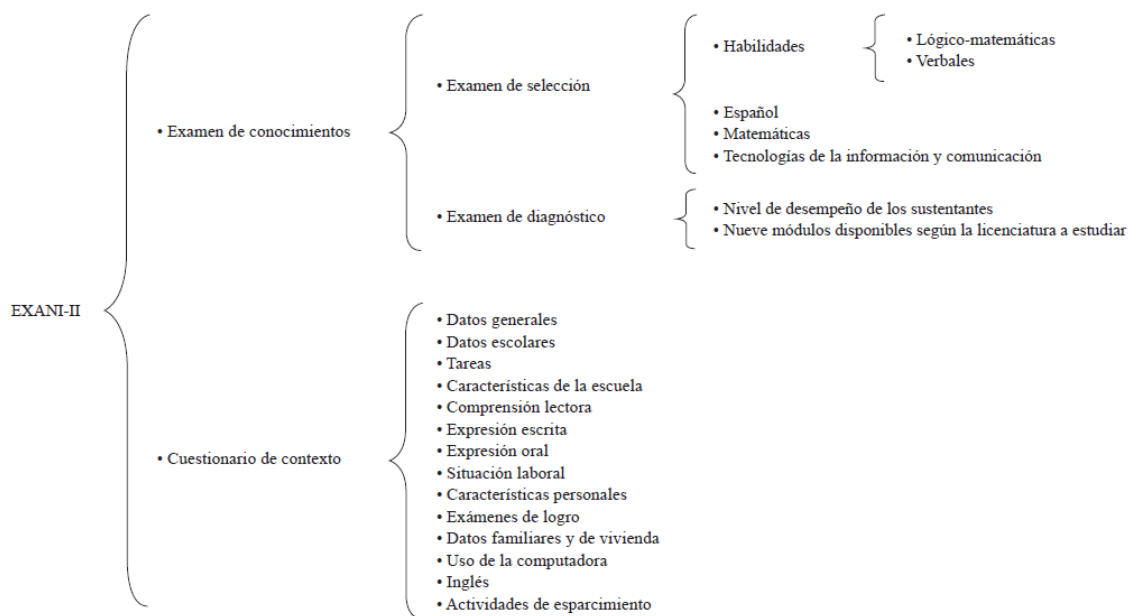 EXANI-II
• Examen de conocimientos
• Examen de selección
• Habilidades
• Lógico-matemáticas
• Verbales
• Español
• Matemáticas
• Tecnologías de la información y comunicación
• Examen de diagnóstico
• Nivel de desempeño de los sustentantes
• Nueve módulos disponibles según la licenciatura a estudiar
• Cuestionario de contexto
• Datos generales
• Datos escolares
• Tareas
• Característícas de la escuela
• Comprensión lectora
• Expresión escrita
• Expresión oral
• Situación laboral
• Características personales
• Exámenes de logro
• Datos familiares y de vivienda
• Uso de la computadora
• Inglés
• Actividades de esparcimiento